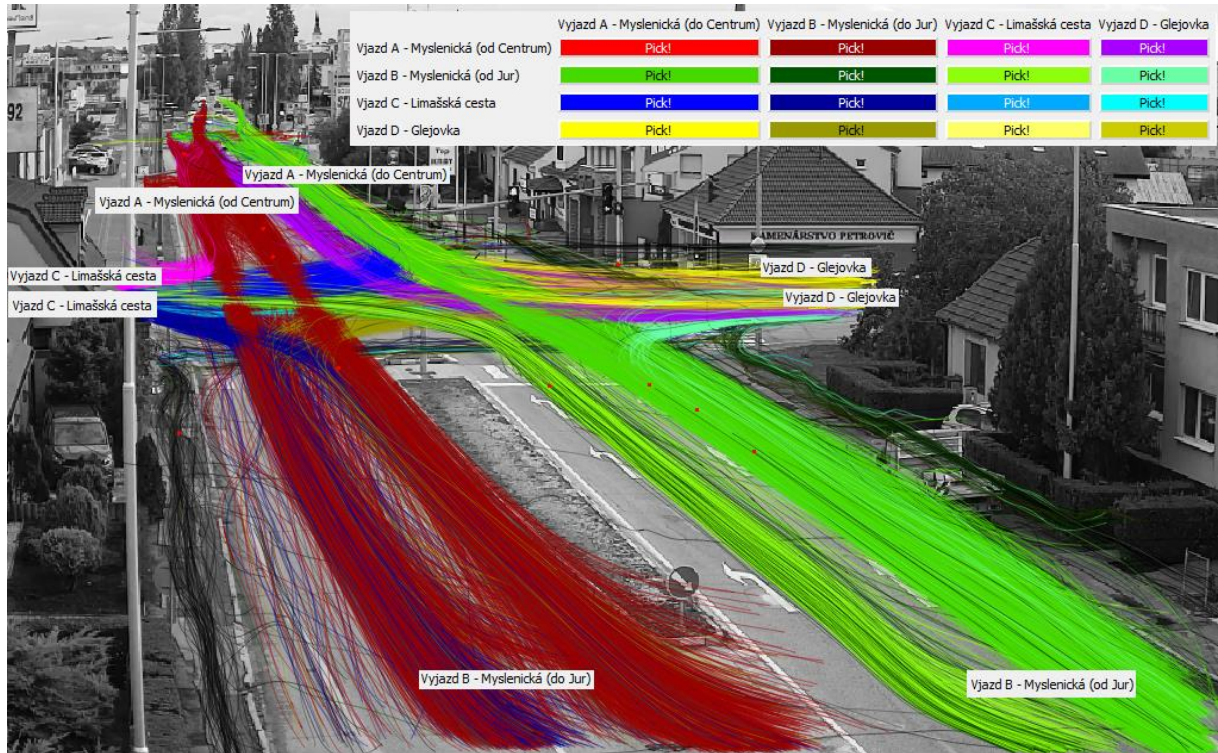 Vyjazd A - Myslenická (do Centrum) Vyjazd B - Myslenická (do Jur) Vyjazd C - Limašská cesta Vyjazd D - Glejovka
Vjazd A - Myslenická (od Centrum) Pick! Pick! Pick! Pick!
Vjazd B - Myslenická (od Jur) Pick! Pick! Pick! Pick!
Vjazd C - Limašská cesta Pick! Pick! Pick! Pick!
Vjazd D - Glejovka Pick! Pick! Pick! Pick!
92
Top
Vyjazd A - Myslenická (do Centrum)
Vjazd A - Myslenická (od Centrum)
KAMENÁRSTVO PETROVIČ
Vyjazd C - Limašská cesta
Vjazd D - Glejovka
Vjazd C - Limašská cesta
Vyjazd D - Glejovka
Vyjazd B - Myslenická (do Jur)
Vjazd B - Myslenická (od Jur)